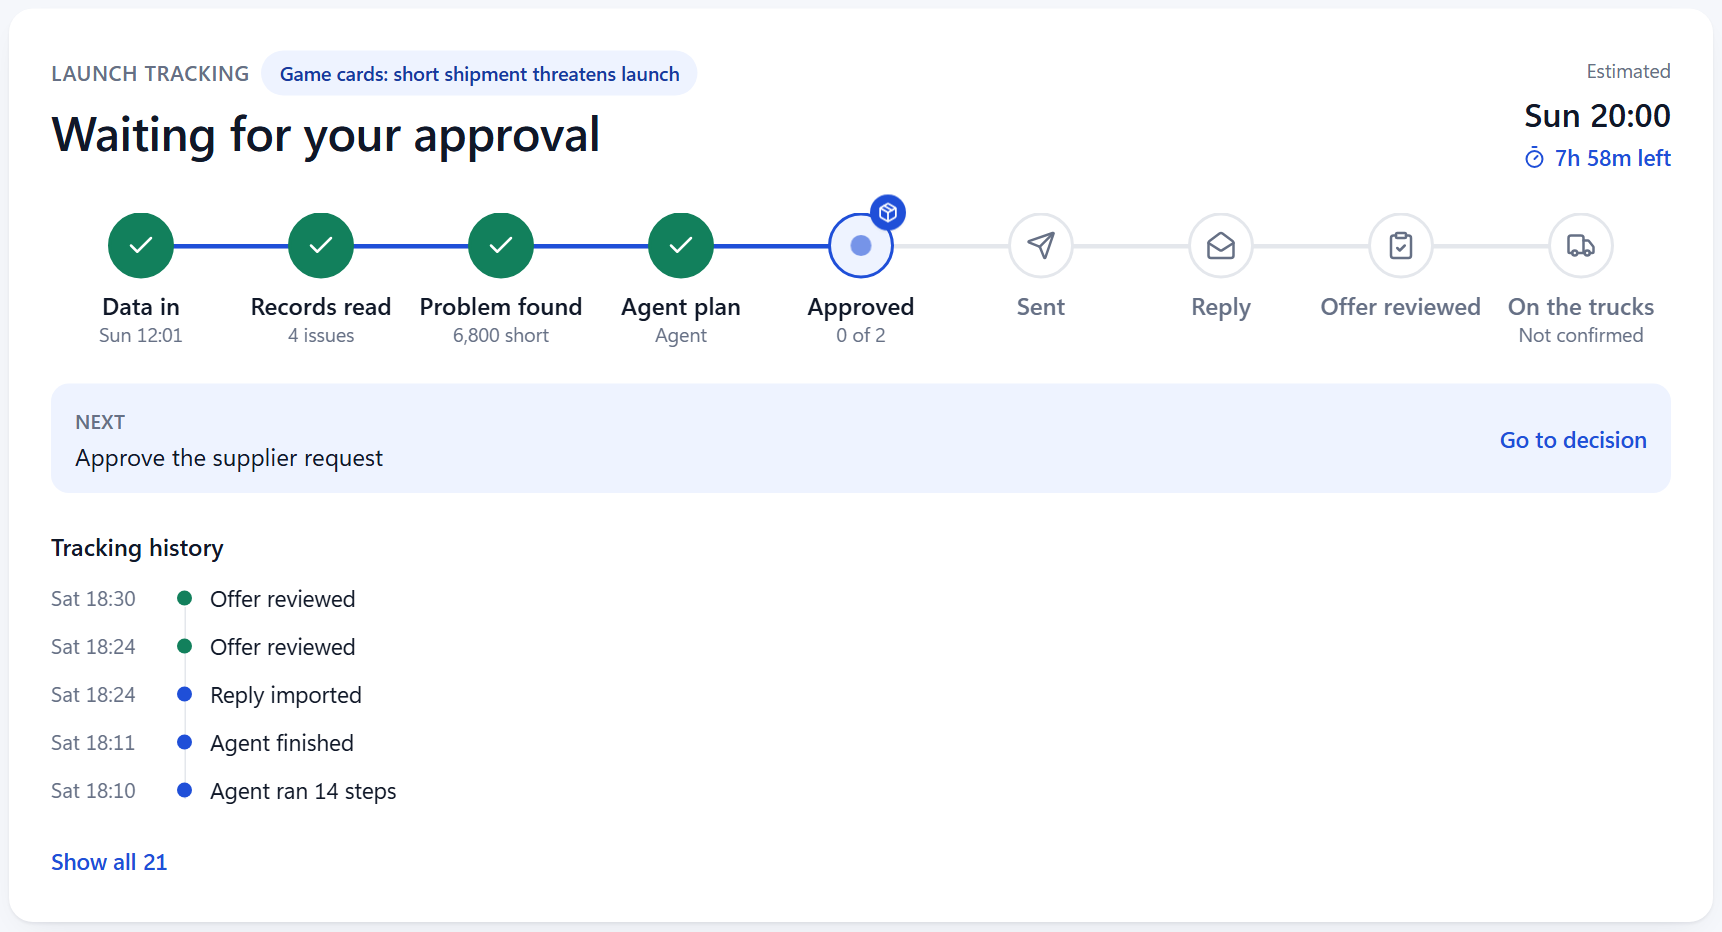 LAUNCH TRACKING
Game cards: short shipment threatens launch
Waiting for your approval
Estimated
Sun 20:00
7h 58m left
Data in
Sun 12:01
Records read
4 issues
Problem found
6,800 short
Agent plan
Agent
Approved
0 of 2
Sent
Reply
Offer reviewed
On the trucks
Not confirmed
NEXT
Approve the supplier request
Go to decision
Tracking history
Sat 18:30 Offer reviewed
Sat 18:24 Offer reviewed
Sat 18:24 Reply imported
Sat 18:11 Agent finished
Sat 18:10 Agent ran 14 steps
Show all 21